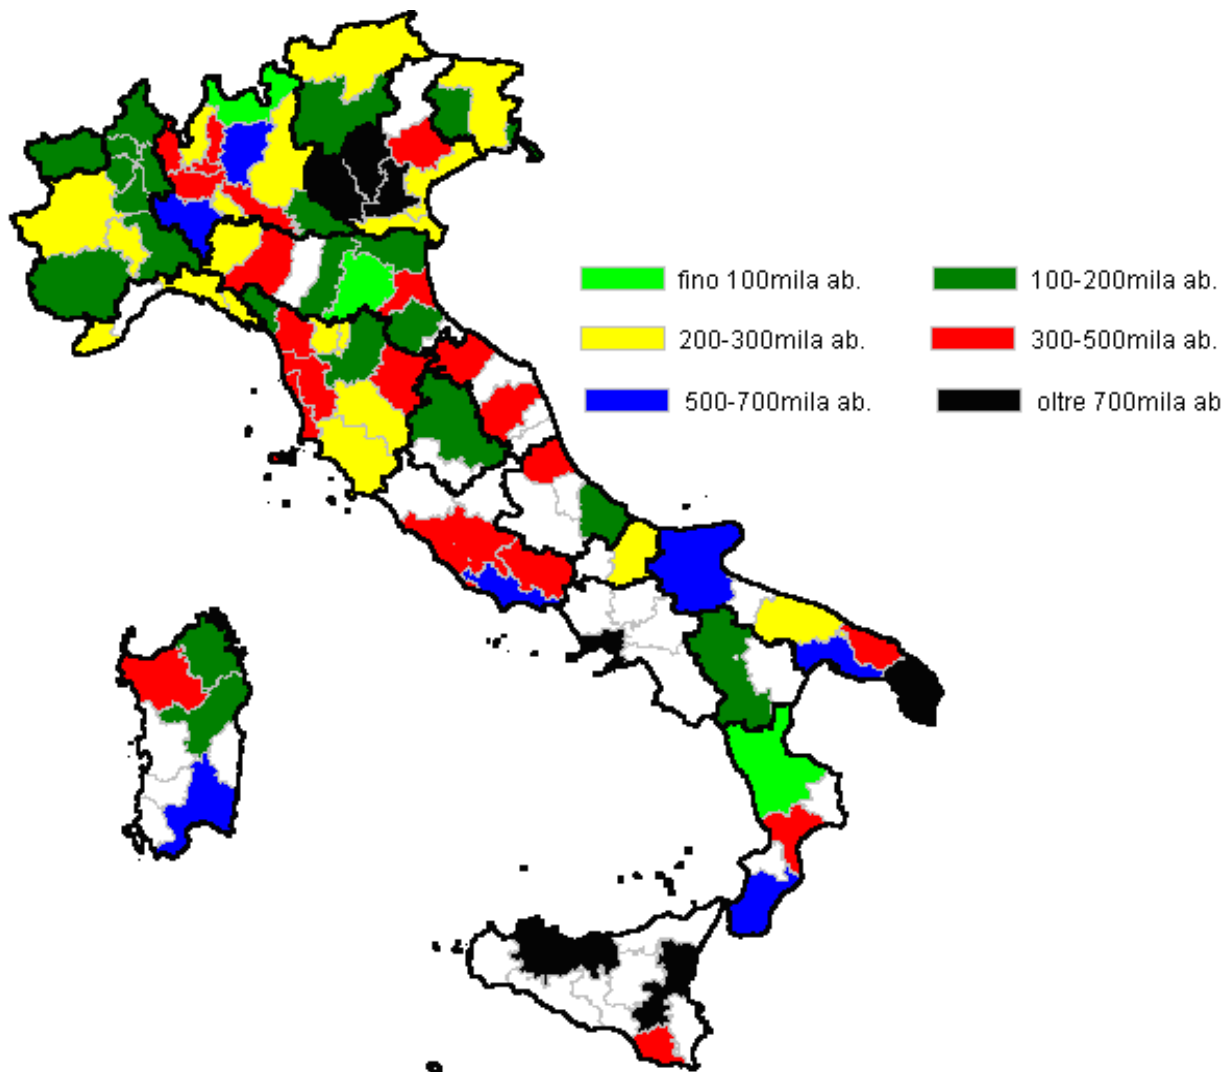 fino 100mila ab.
100-200mila ab.
200-300mila ab.
300-500mila ab.
500-700mila ab.
oltre 700mila ab